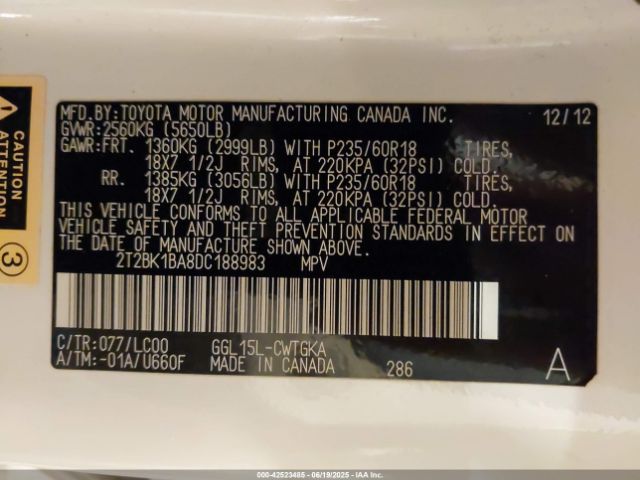 CAUTION
3
MFD.BY:TOYOTA MOTOR MANUFACTURING CANADA INC. 12/12
GVWR:2560KG (5650LB)
GAWR:FRT. 1360KG (2999LB) WITH P235/60R18 TIRES,
18X7 1/2J RIMS, AT 220KPA (32PSI) COLD.
RR. 1385KG (3056LB) WITH P235/60R18 TIRES,
18X7 1/2J RIMS, AT 220KPA (32PSI) COLD.
THIS VEHICLE CONFORMS TO ALL APPLICABLE FEDERAL MOTOR
VEHICLE SAFETY AND THEFT PREVENTION STANDARDS IN EFFECT ON
THE DATE OF MANUFACTURE SHOWN ABOVE.
2T2BK1BA8DC188983 MPV
C/TR:077/LC00 GGL15L-CWTGKA
A/TM:-01A/U660F MADE IN CANADA 286 A
000-42523465 - 06/19/2025 - IAA Inc.